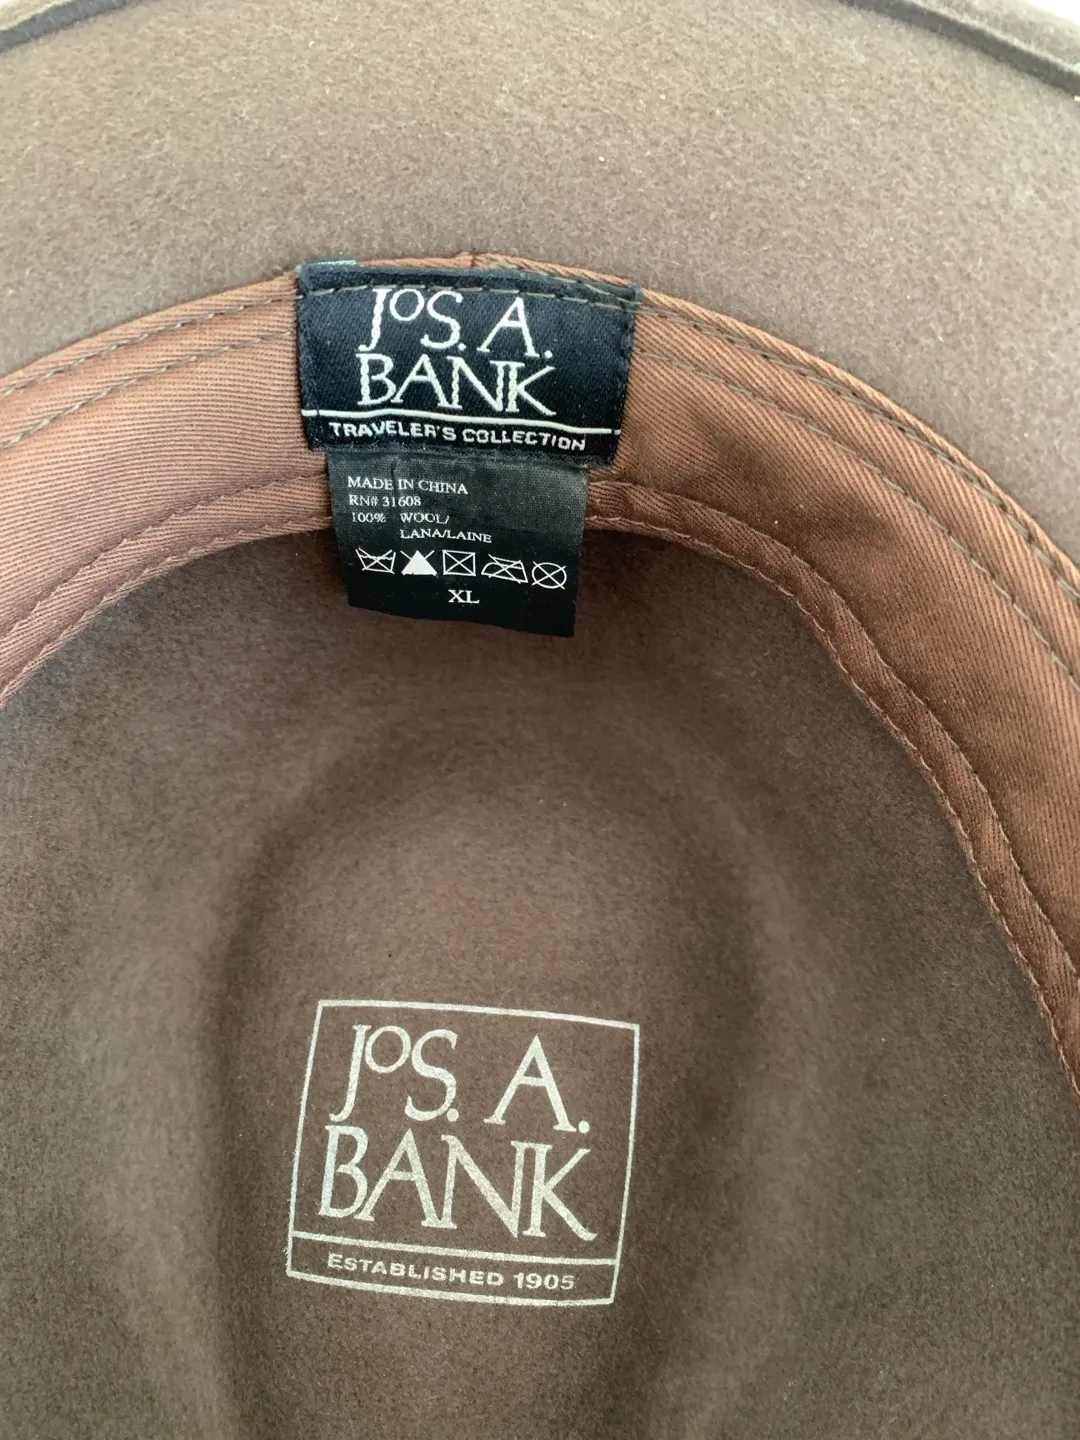 JOS. A.
BANK
TRAVELER'S COLLECTION
MADE IN CHINA
RN# 31608
100% WOOL/
LANA/LAINE
XL
JOS. A.
BANK
ESTABLISHED 1905